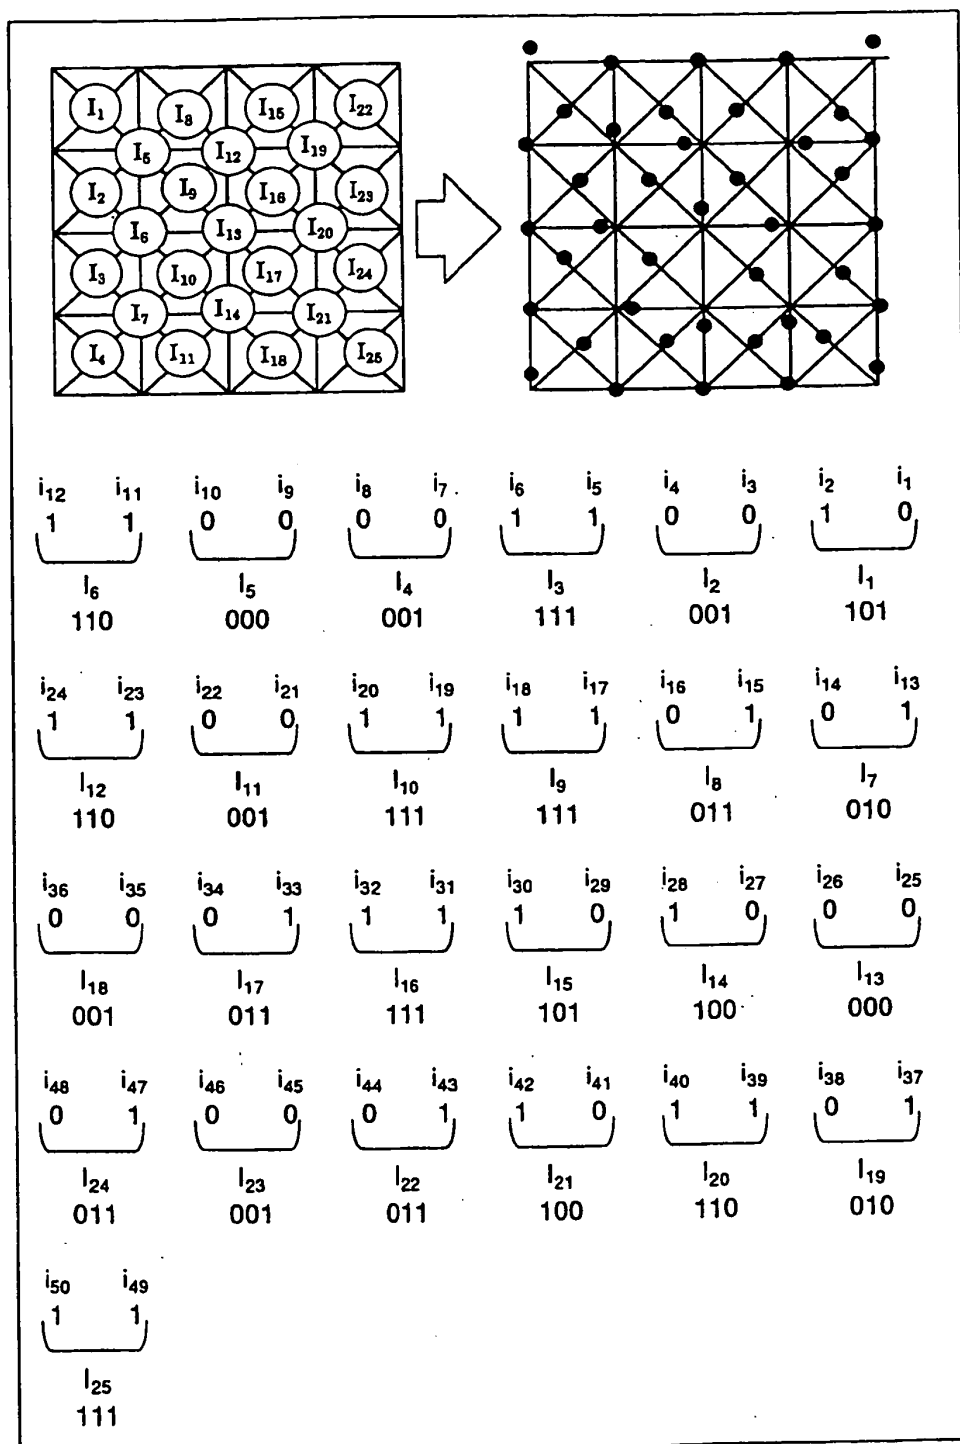 I₁ I₈ I₁₅ I₂₂
I₅ I₁₂ I₁₉
I₂ I₉ I₁₆ I₂₃
I₆ I₁₃ I₂₀
I₃ I₁₀ I₁₇ I₂₄
I₇ I₁₄ I₂₁
I₄ I₁₁ I₁₈ I₂₅
i₁₂ i₁₁ i₁₀ i₉ i₈ i₇ i₆ i₅ i₄ i₃ i₂ i₁
1 1 0 0 0 0 1 1 0 0 1 0
I₆ I₅ I₄ I₃ I₂ I₁
110 000 001 111 001 101
i₂₄ i₂₃ i₂₂ i₂₁ i₂₀ i₁₉ i₁₈ i₁₇ i₁₆ i₁₅ i₁₄ i₁₃
1 1 0 0 1 1 1 1 0 1 0 1
I₁₂ I₁₁ I₁₀ I₉ I₈ I₇
110 001 111 111 011 010
i₃₆ i₃₅ i₃₄ i₃₃ i₃₂ i₃₁ i₃₀ i₂₉ i₂₈ i₂₇ i₂₆ i₂₅
0 0 0 1 1 1 1 0 1 0 0 0
I₁₈ I₁₇ I₁₆ I₁₅ I₁₄ I₁₃
001 011 111 101 100 000
i₄₈ i₄₇ i₄₆ i₄₅ i₄₄ i₄₃ i₄₂ i₄₁ i₄₀ i₃₉ i₃₈ i₃₇
0 1 0 0 0 1 1 0 1 1 0 1
I₂₄ I₂₃ I₂₂ I₂₁ I₂₀ I₁₉
011 001 011 100 110 010
i₅₀ i₄₉
1 1
I₂₅
111